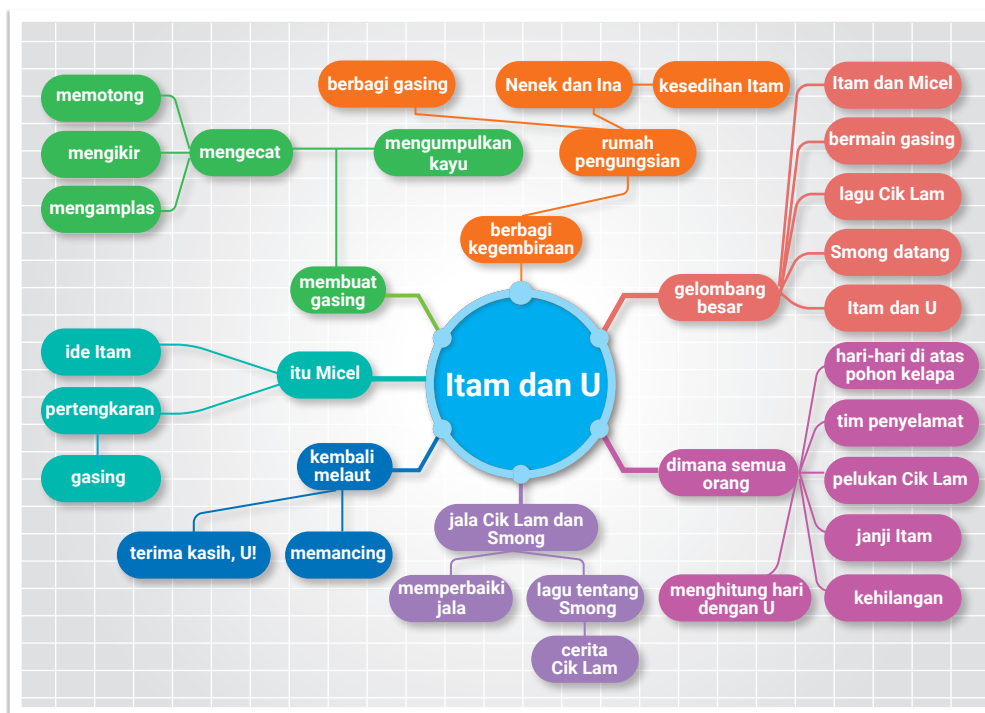 Itam dan U
berbagi
kegembiraan
rumah
pengungsian
berbagi gasing
Nenek dan Ina
kesedihan Itam
gelombang
besar
Itam dan Micel
bermain gasing
lagu Cik Lam
Smong datang
Itam dan U
dimana semua
orang
hari-hari di atas
pohon kelapa
tim penyelamat
pelukan Cik Lam
janji Itam
kehilangan
menghitung hari
dengan U
jala Cik Lam dan
Smong
memperbaiki
jala
lagu tentang
Smong
cerita
Cik Lam
kembali
melaut
terima kasih, U!
memancing
itu Micel
ide Itam
pertengkaran
gasing
membuat
gasing
mengumpulkan
kayu
mengecat
memotong
mengikir
mengamplas